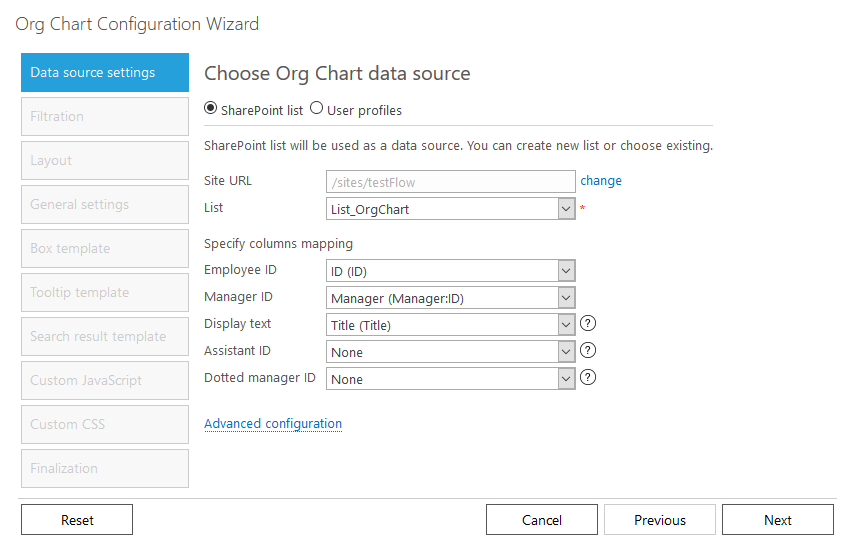 Org Chart Configuration Wizard
Data source settings
Filtration
Layout
General settings
Box template
Tooltip template
Search result template
Custom JavaScript
Custom CSS
Finalization
Choose Org Chart data source
SharePoint list User profiles
SharePoint list will be used as a data source. You can create new list or choose existing.
Site URL /sites/testFlow change
List List_OrgChart *
Specify columns mapping
Employee ID ID (ID)
Manager ID Manager (Manager:ID)
Display text Title (Title) ?
Assistant ID None ?
Dotted manager ID None ?
Advanced configuration
Reset Cancel Previous Next